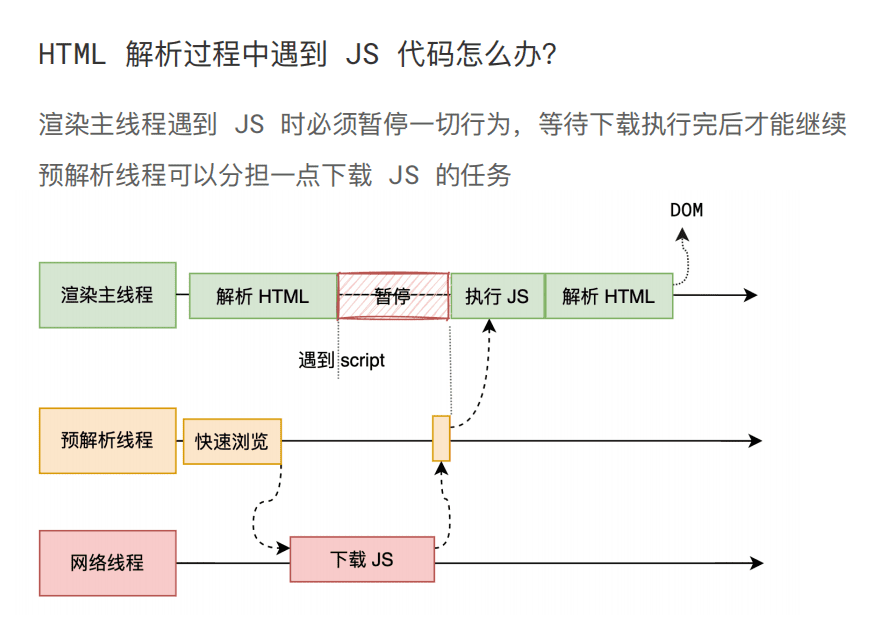 HTML 解析过程中遇到 JS 代码怎么办？
渲染主线程遇到 JS 时必须暂停一切行为，等待下载执行完后才能继续
预解析线程可以分担一点下载 JS 的任务
DOM
渲染主线程
解析 HTML
暂停
执行 JS
解析 HTML
遇到 script
预解析线程
快速浏览
网络线程
下载 JS